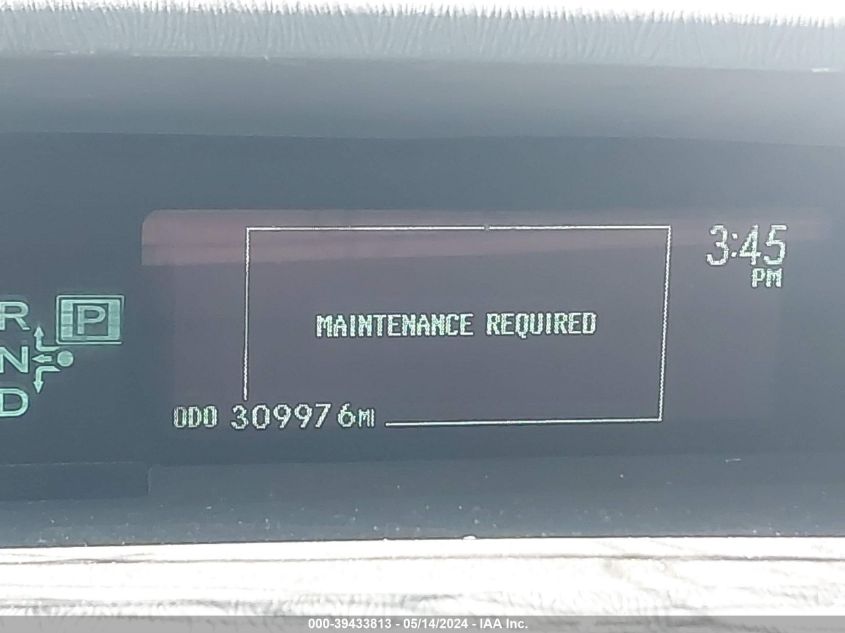 3:45
PM
R P
MAINTENANCE REQUIRED
N
D
ODO 309976MI
000-39433813 - 05/14/2024 - IAA Inc.